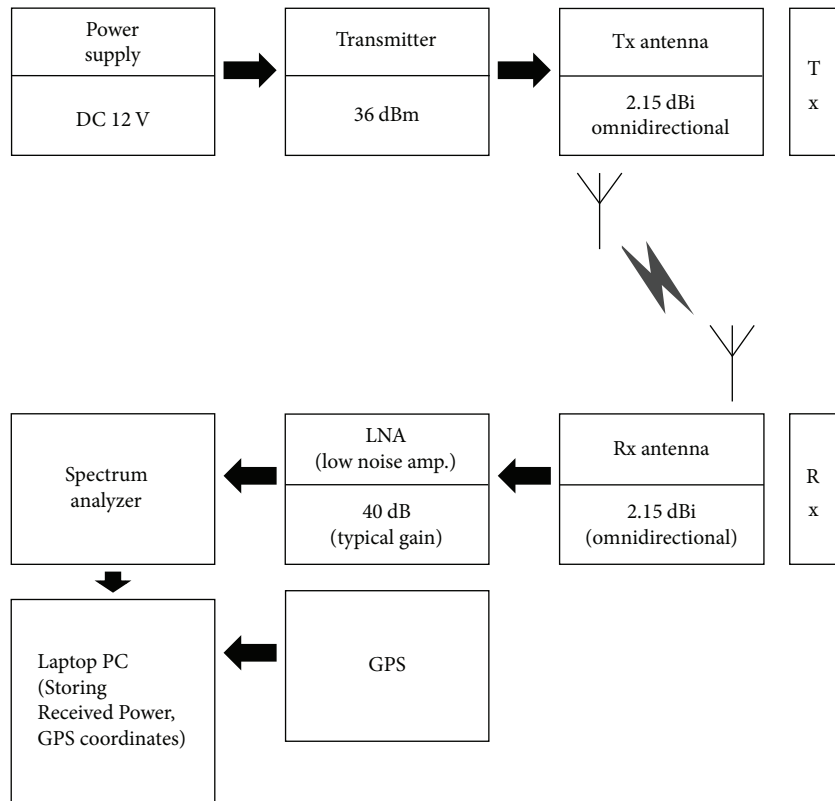 Power
supply
DC 12 V
Transmitter
36 dBm
Tx antenna
2.15 dBi
omnidirectional
T
x
Spectrum
analyzer
LNA
(low noise amp.)
40 dB
(typical gain)
Rx antenna
2.15 dBi
(omnidirectional)
R
x
Laptop PC
(Storing
Received Power,
GPS coordinates)
GPS